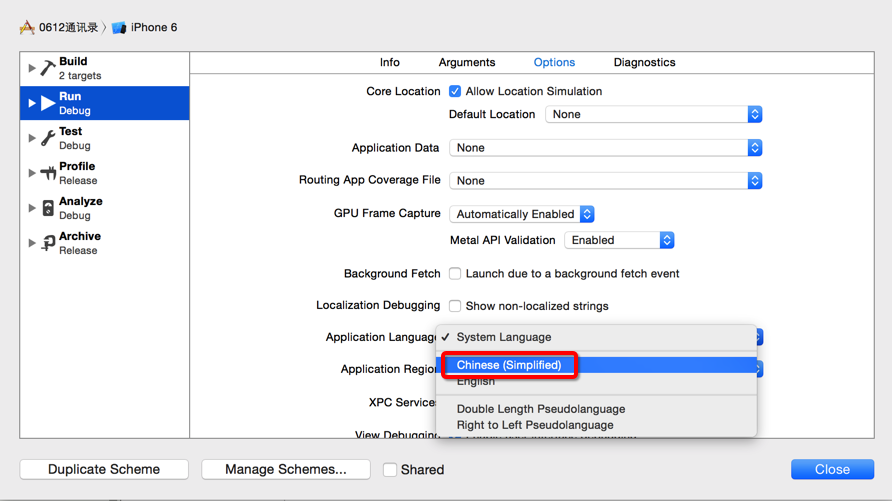 0612通讯录 〉 iPhone 6
Info Arguments Options Diagnostics
Build
2 targets
Run
Debug
Test
Debug
Profile
Release
Analyze
Debug
Archive
Release
Core Location Allow Location Simulation
Default Location None
Application Data None
Routing App Coverage File None
GPU Frame Capture Automatically Enabled
Metal API Validation Enabled
Background Fetch Launch due to a background fetch event
Localization Debugging Show non-localized strings
Application Language ✓ System Language
Chinese (Simplified)
Application Region
English
XPC Services
Double Length Pseudolanguage
Right to Left Pseudolanguage
View Debugging
Duplicate Scheme Manage Schemes... Shared Close